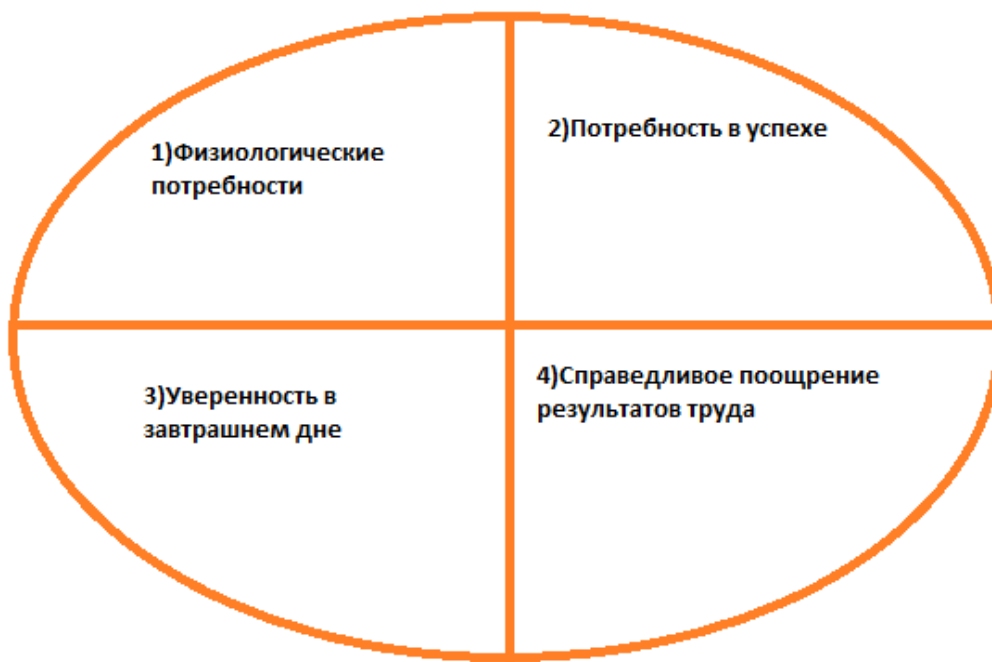 1)Физиологические
потребности
2)Потребность в успехе
3)Уверенность в
завтрашнем дне
4)Справедливое поощрение
результатов труда